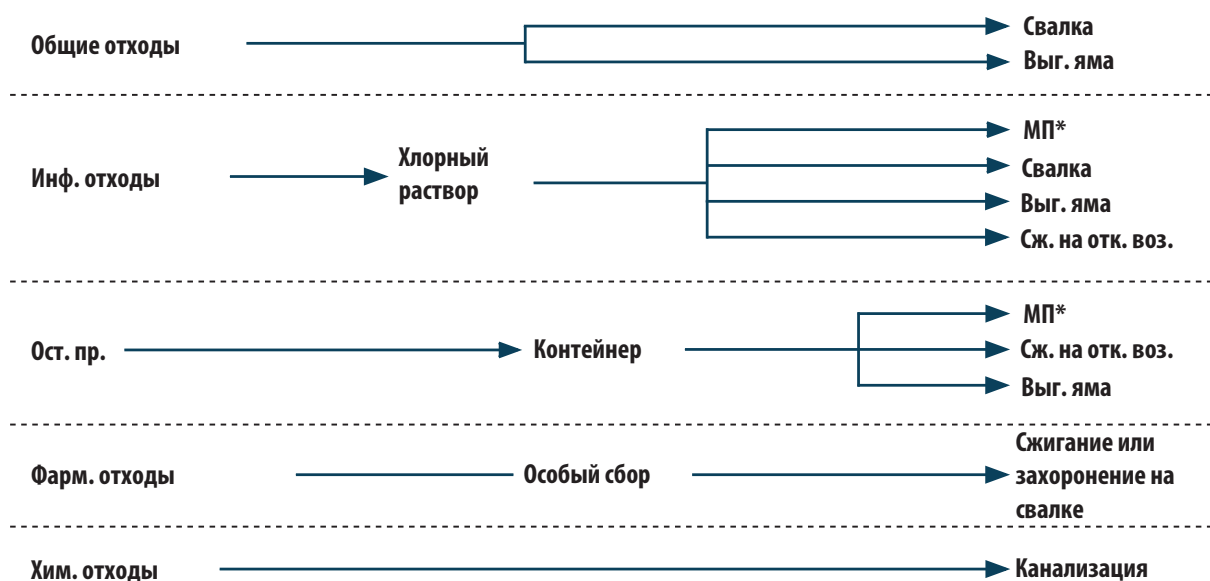 Общие отходы
Свалка
Выг. яма
Инф. отходы
Хлорный
раствор
МП*
Свалка
Выг. яма
Сж. на отк. воз.
Ост. пр.
Контейнер
МП*
Сж. на отк. воз.
Выг. яма
Фарм. отходы
Особый сбор
Сжигание или
захоронение на
свалке
Хим. отходы
Канализация